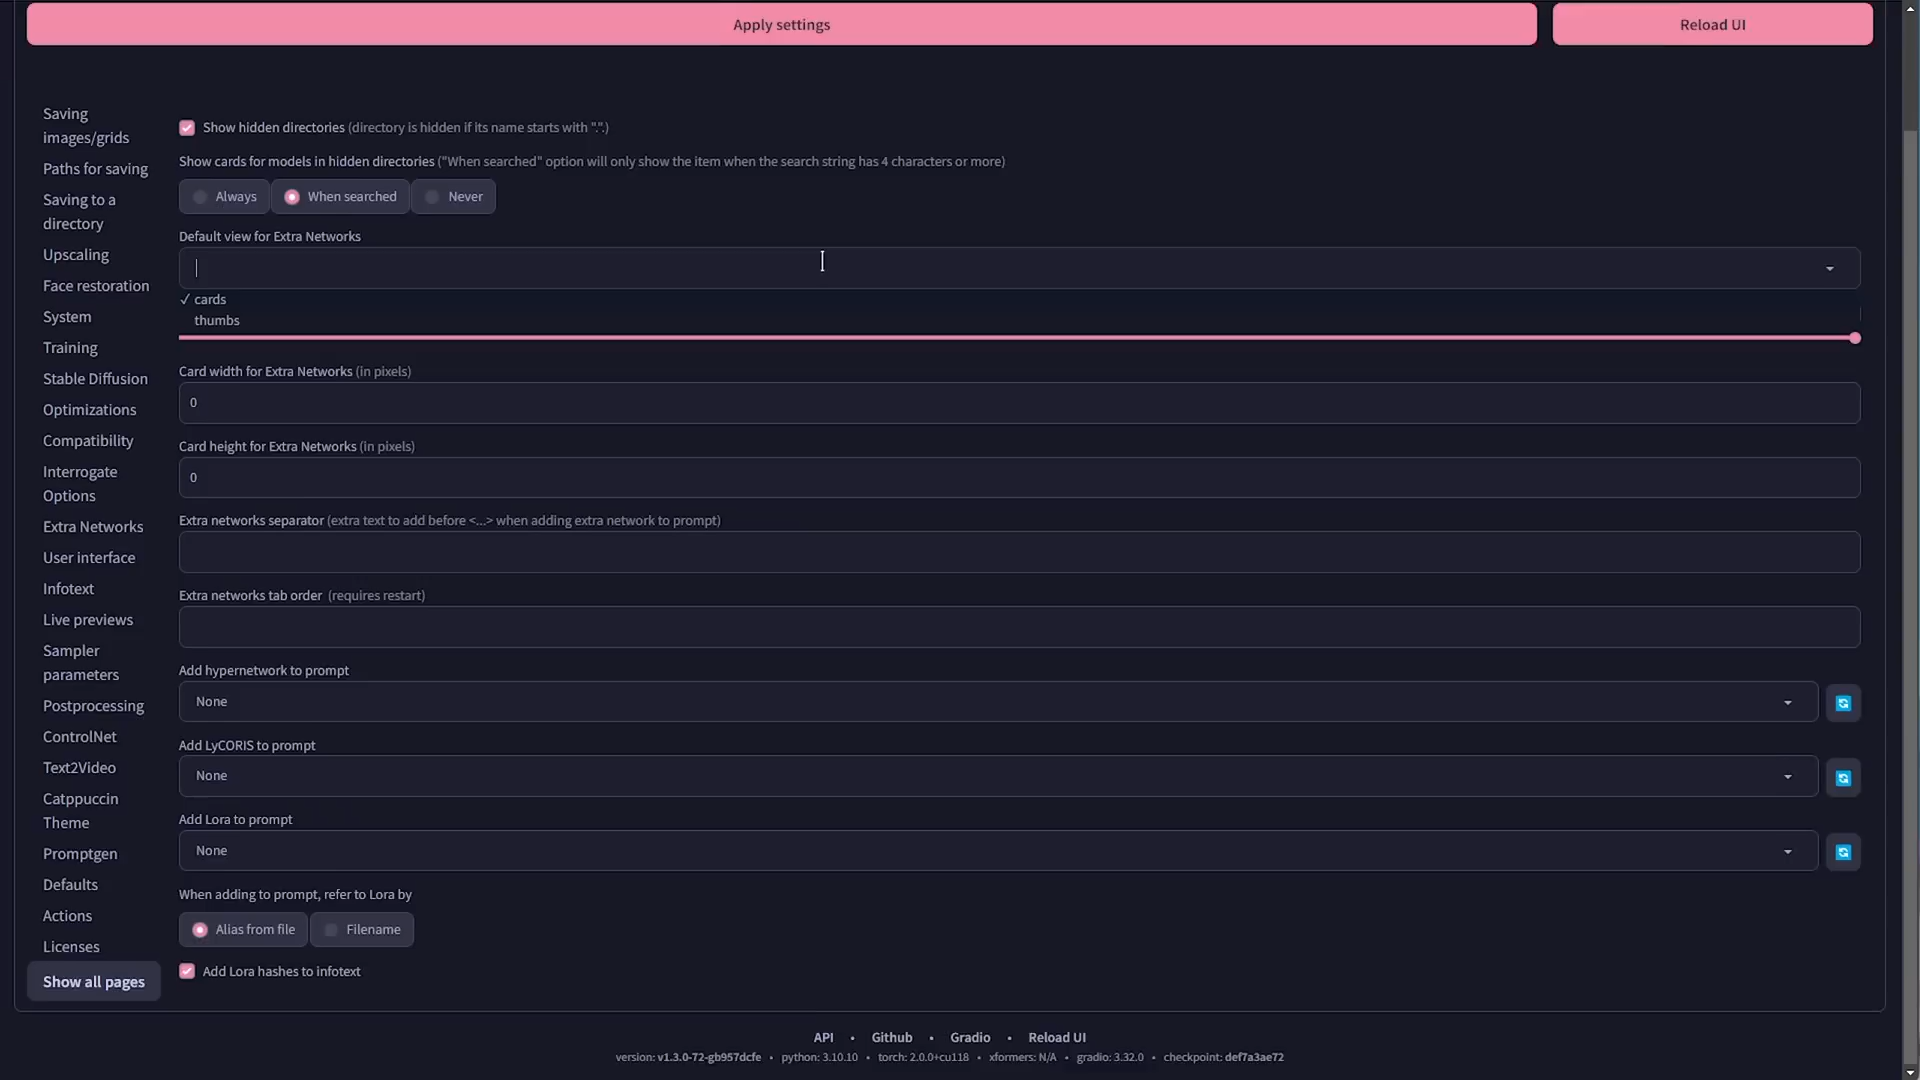 Apply settings
Reload UI
Saving
images/grids
Paths for saving
Saving to a
directory
Upscaling
Face restoration
System
Training
Stable Diffusion
Optimizations
Compatibility
Interrogate
Options
Extra Networks
User interface
Infotext
Live previews
Sampler
parameters
Postprocessing
ControlNet
Text2Video
Catppuccin
Theme
Promptgen
Defaults
Actions
Licenses
Show all pages
Show hidden directories (directory is hidden if its name starts with ".".)
Show cards for models in hidden directories ("When searched" option will only show the item when the search string has 4 characters or more)
Always When searched Never
Default view for Extra Networks
✓ cards
thumbs
Card width for Extra Networks (in pixels)
0
Card height for Extra Networks (in pixels)
0
Extra networks separator (extra text to add before <...> when adding extra network to prompt)
Extra networks tab order (requires restart)
Add hypernetwork to prompt
None
Add LyCORIS to prompt
None
Add Lora to prompt
None
When adding to prompt, refer to Lora by
Alias from file Filename
Add Lora hashes to infotext
API • Github • Gradio • Reload UI
version: v1.3.0-72-gb957dcfe • python: 3.10.10 • torch: 2.0.0+cu118 • xformers: N/A • gradio: 3.32.0 • checkpoint: def7a3ae72